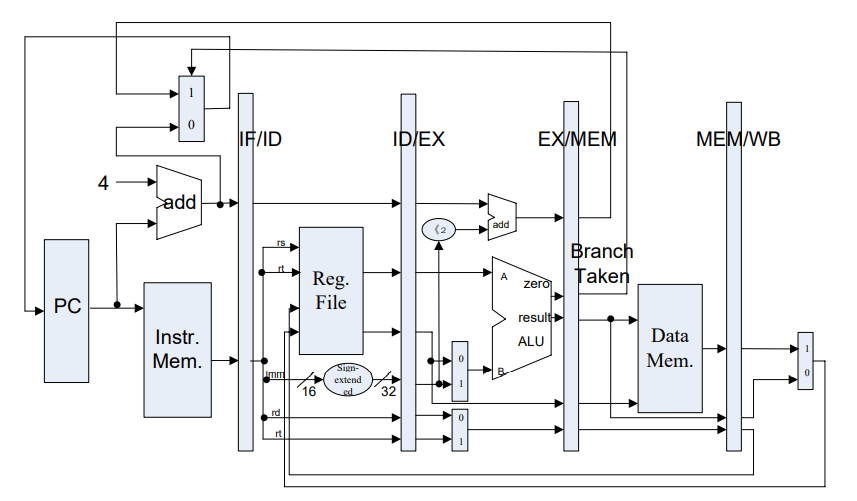 1
0
IF/ID
ID/EX
EX/MEM
MEM/WB
4
add
《2
add
rs
rt
Reg.
File
Branch
Taken
A
zero
result
ALU
B
PC
Instr.
Mem.
Data
Mem.
1
0
0
1
imm
Sign-
extend
ed
16
32
rd
rt
0
1